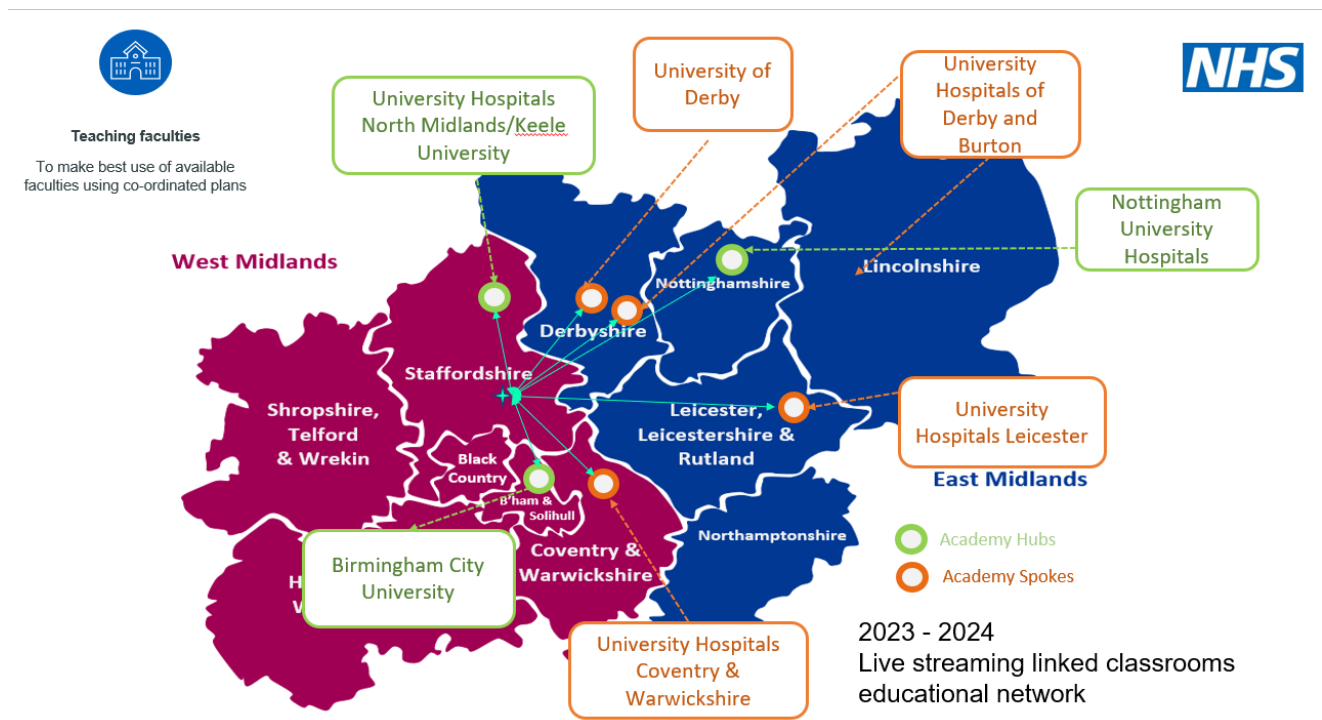 Teaching faculties
To make best use of available
faculties using co-ordinated plans
University Hospitals
North Midlands/Keele
University
University of
Derby
University
Hospitals of
Derby and
Burton
NHS
Nottingham
University
Hospitals
West Midlands
Lincolnshire
Nottinghamshire
Derbyshire
Staffordshire
Shropshire,
Telford
& Wrekin
Leicester,
Leicestershire &
Rutland
University
Hospitals Leicester
Black
Country
East Midlands
B'ham &
Solihull
Northamptonshire
Coventry &
Warwickshire
Birmingham City
University
Academy Hubs
Academy Spokes
University Hospitals
Coventry &
Warwickshire
2023 - 2024
Live streaming linked classrooms
educational network